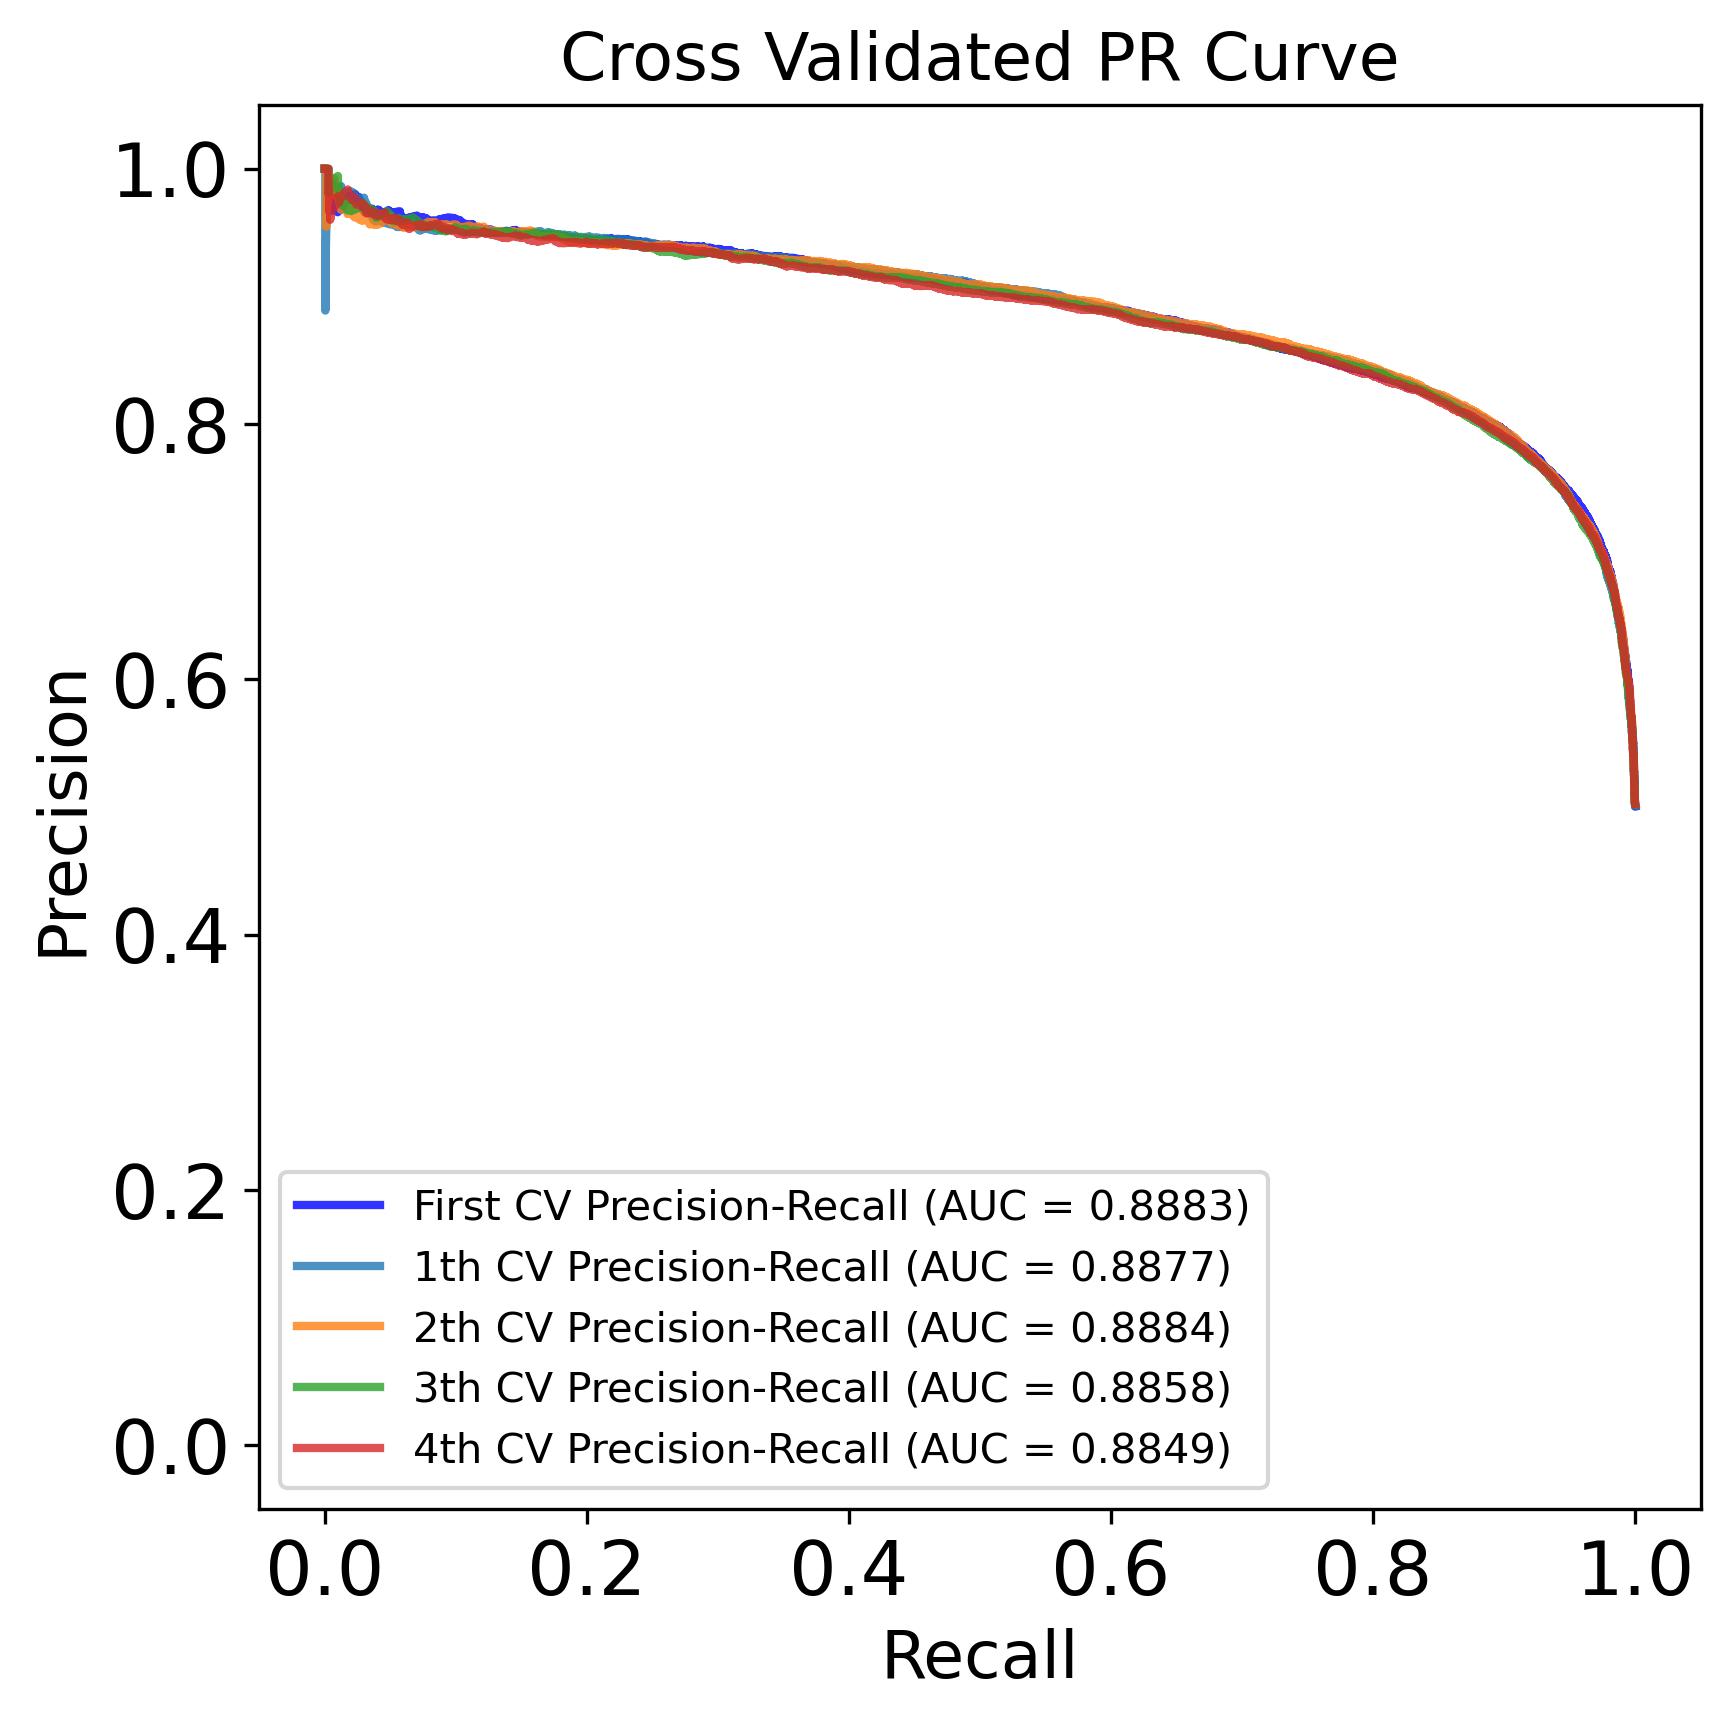 Cross Validated PR Curve
1.0
0.8
0.6
0.4
0.2
0.0
Precision
First CV Precision-Recall (AUC = 0.8883)
1th CV Precision-Recall (AUC = 0.8877)
2th CV Precision-Recall (AUC = 0.8884)
3th CV Precision-Recall (AUC = 0.8858)
4th CV Precision-Recall (AUC = 0.8849)
0.0 0.2 0.4 0.6 0.8 1.0
Recall